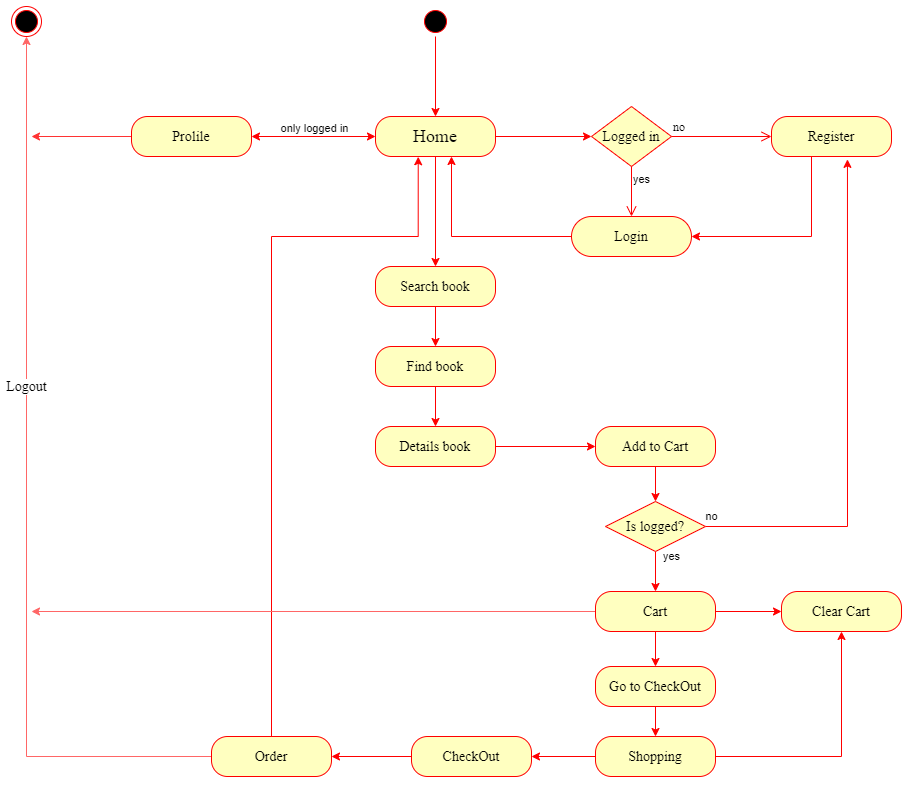 Prolile
only logged in
Home
Logged in
no
Register
yes
Login
Search book
Find book
Logout
Details book
Add to Cart
Is logged?
no
yes
Cart
Clear Cart
Go to CheckOut
Order
CheckOut
Shopping